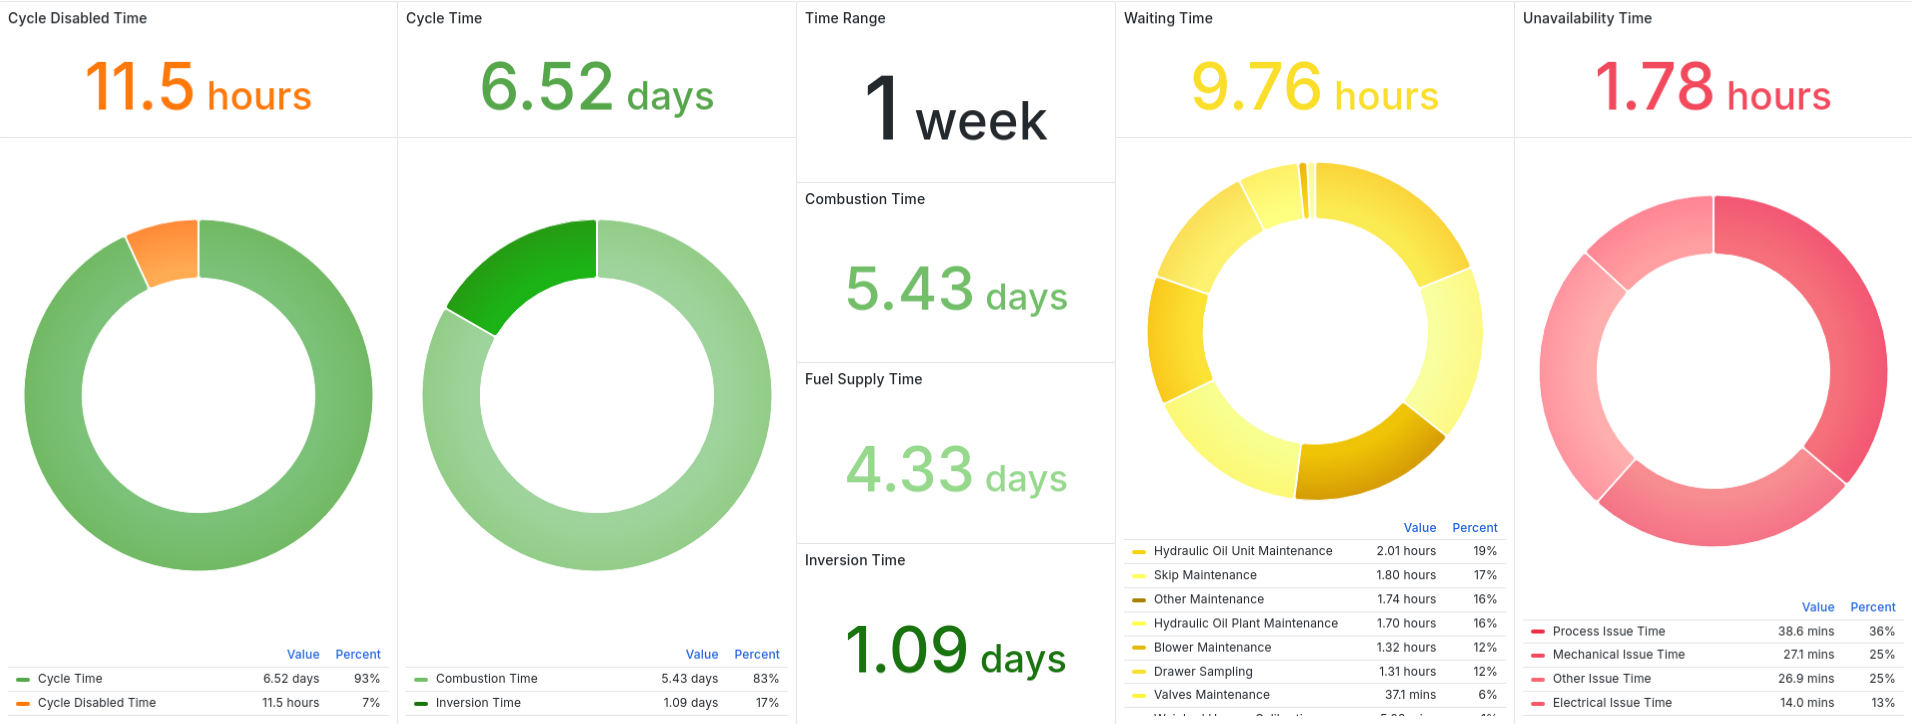 Cycle Disabled Time
11.5 hours
Value Percent
Cycle Time 6.52 days 93%
Cycle Disabled Time 11.5 hours 7%
Cycle Time
6.52 days
Value Percent
Combustion Time 5.43 days 83%
Inversion Time 1.09 days 17%
Time Range
1 week
Combustion Time
5.43 days
Fuel Supply Time
4.33 days
Inversion Time
1.09 days
Waiting Time
9.76 hours
Value Percent
Hydraulic Oil Unit Maintenance 2.01 hours 19%
Skip Maintenance 1.80 hours 17%
Other Maintenance 1.74 hours 16%
Hydraulic Oil Plant Maintenance 1.70 hours 16%
Blower Maintenance 1.32 hours 12%
Drawer Sampling 1.31 hours 12%
Valves Maintenance 37.1 mins 6%
Unavailability Time
1.78 hours
Value Percent
Process Issue Time 38.6 mins 36%
Mechanical Issue Time 27.1 mins 25%
Other Issue Time 26.9 mins 25%
Electrical Issue Time 14.0 mins 13%